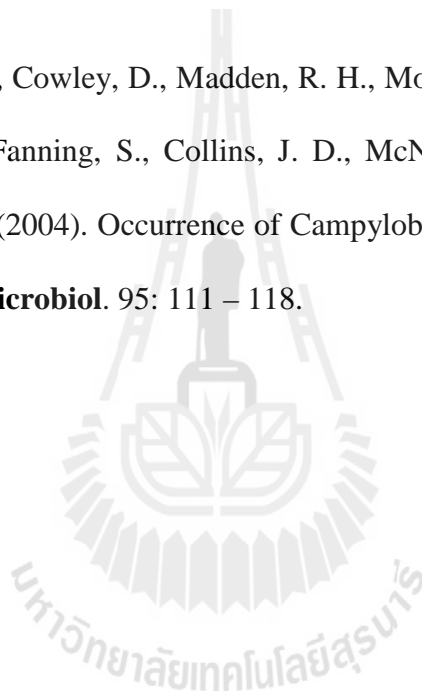 , Cowley, D., Madden, R. H., Mo
Fanning, S., Collins, J. D., McN
(2004). Occurrence of Campylob
icrobiol. 95: 111 – 118.
มหาวิทยาลัยเทคโนโลยีสุรนารี